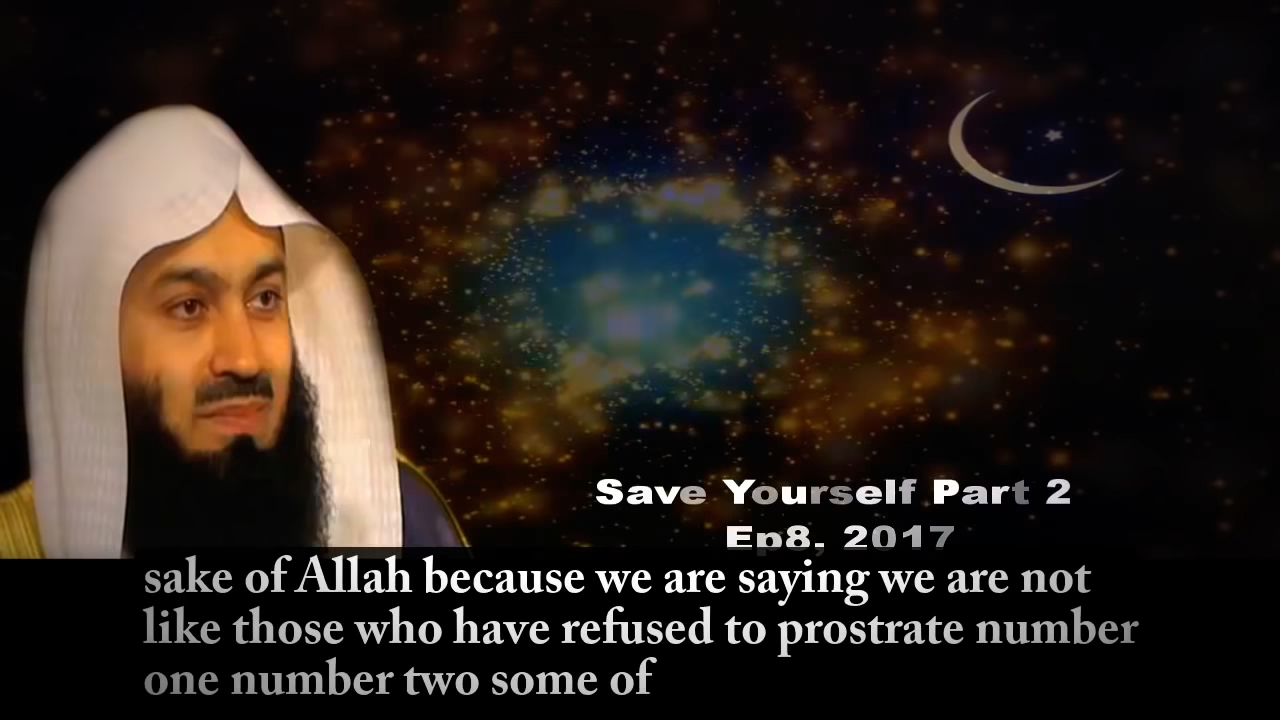 Save Yourself Part 2
Ep8, 2017
sake of Allah because we are saying we are not
like those who have refused to prostrate number
one number two some of